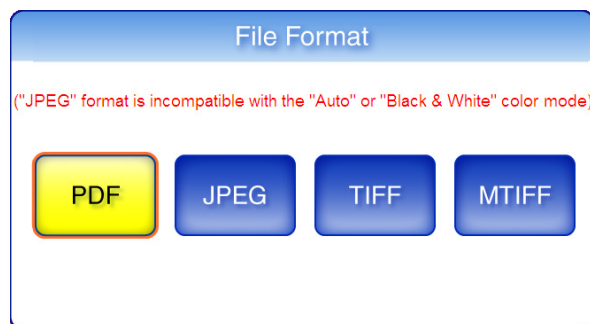 File Format
("JPEG" format is incompatible with the "Auto" or "Black & White" color mode)
PDF JPEG TIFF MTIFF